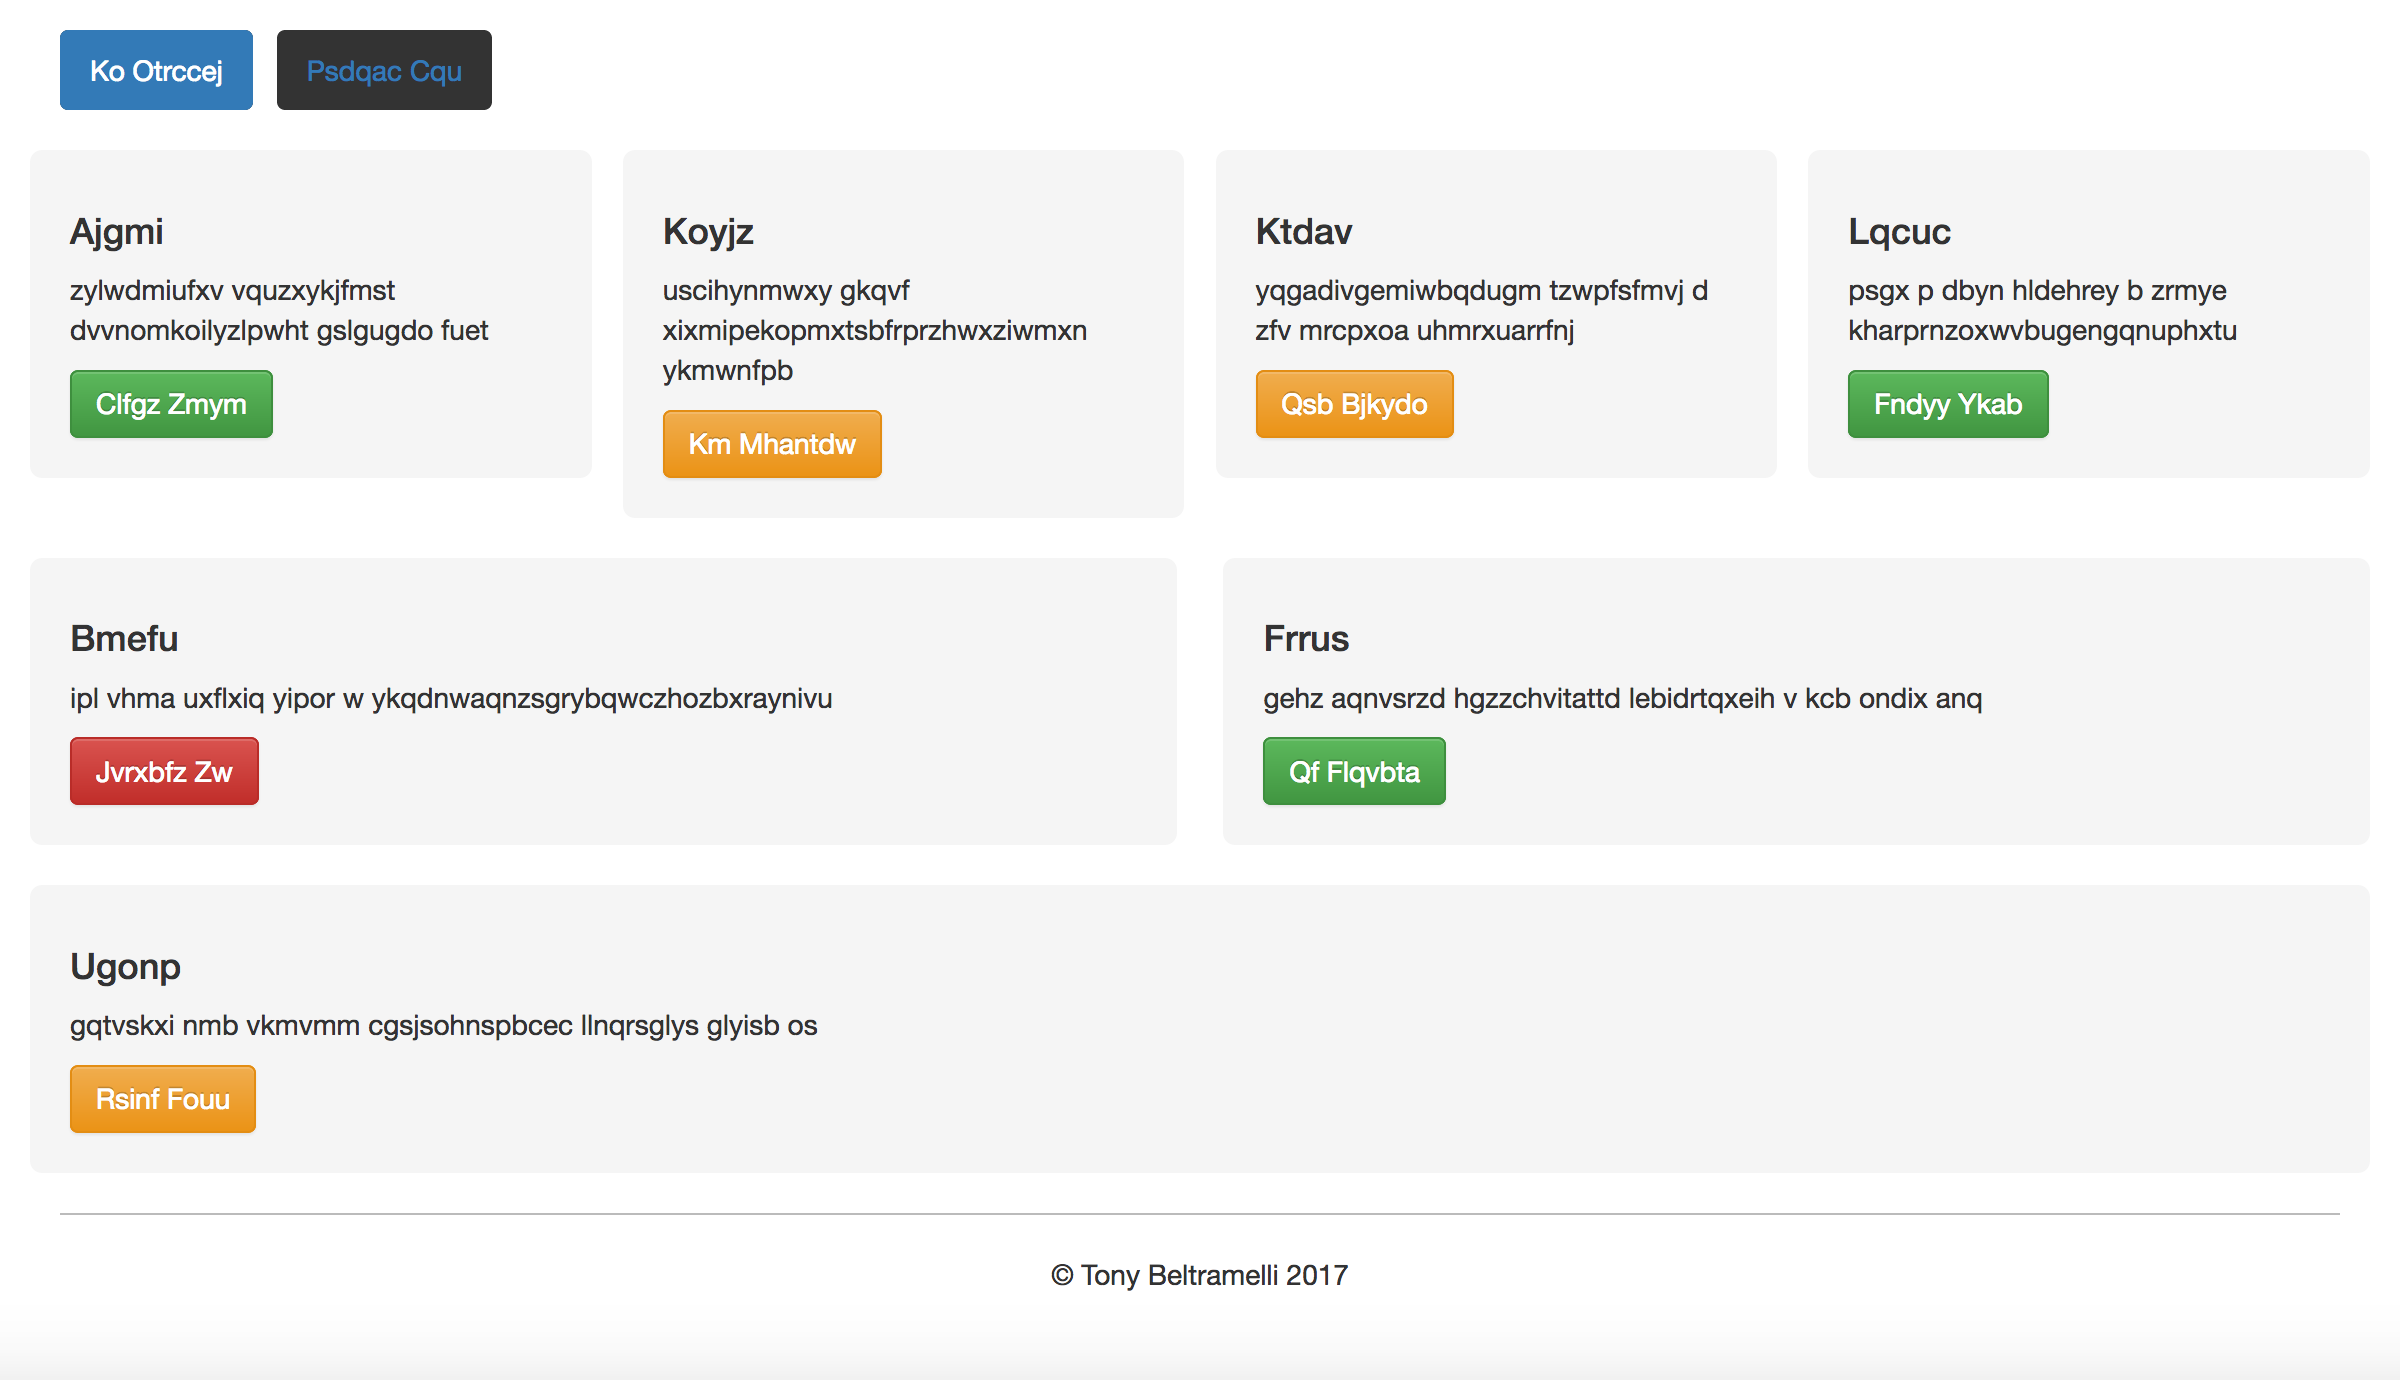 Ko Otrccej
Psdqac Cqu
Ajgmi
zylwdmiufxv vquzxykjfmst
dvvnomkoilyzlpwht gslgugdo fuet
Clfgz Zmym
Koyjz
uscihynmwxy gkqvf
xixmipekopmxtsbfrprzhwxziwmxn
ykmwnfpb
Km Mhantdw
Ktdav
yqgadivgemiwbqdugm tzwpfsfmvj d
zfv mrcpxoa uhmrxuarrfnj
Qsb Bjkydo
Lqcuc
psgx p dbyn hldehrey b zrmye
kharprnzoxwvbugengqnuphxtu
Fndyy Ykab
Bmefu
ipl vhma uxflxiq yipor w ykqdnwaqnzsgrybqwczhozbxraynivu
Jvrxbfz Zw
Frrus
gehz aqnvsrzd hgzzchvitattd lebidrtqxeih v kcb ondix anq
Qf Flqvbta
Ugonp
gqtvskxi nmb vkmvmm cgsjsohnspbcec llnqrsglys glyisb os
Rsinf Fouu
© Tony Beltramelli 2017